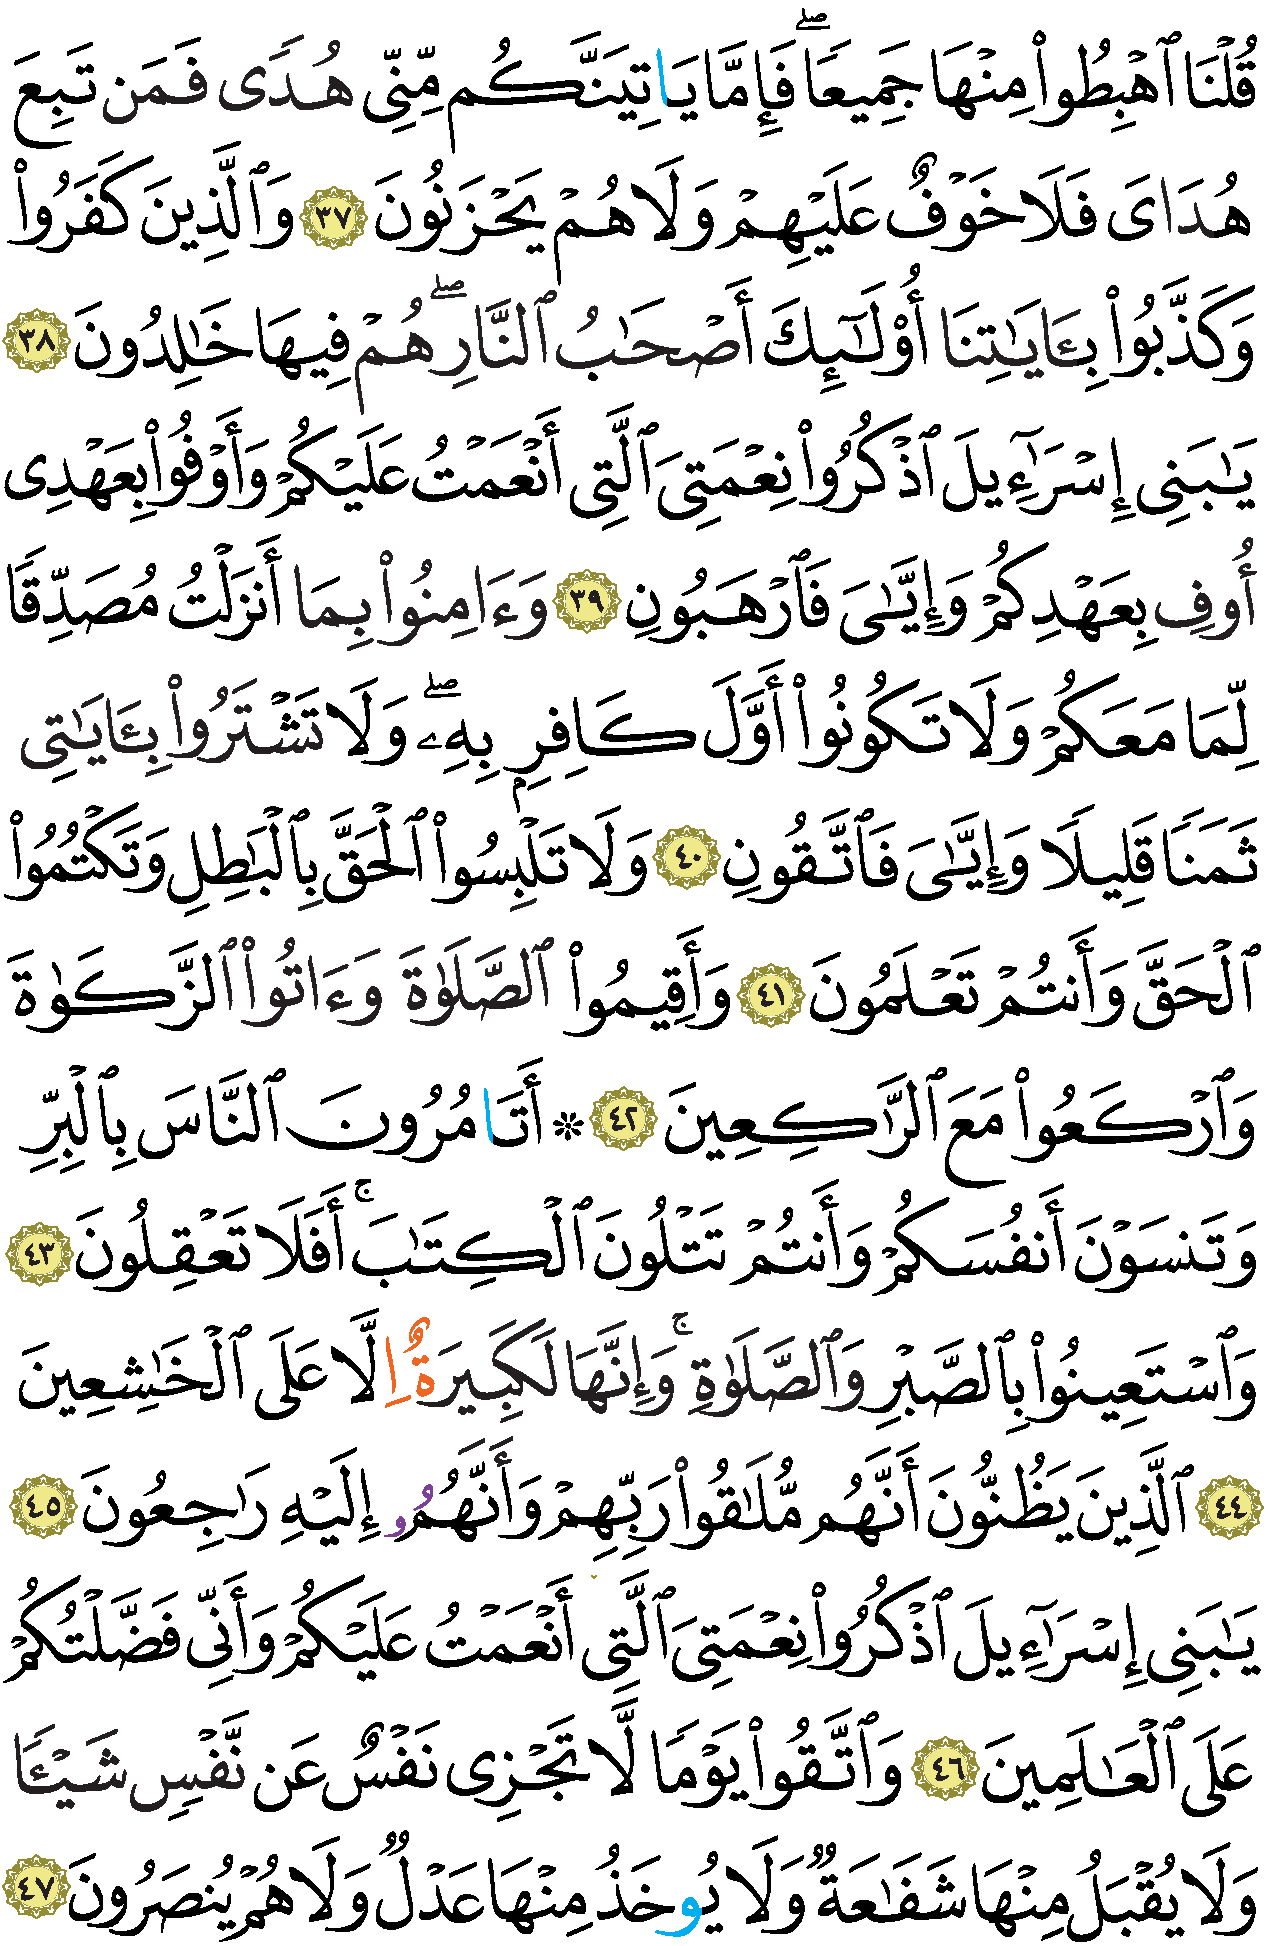 قُلْنَا ٱهْبِطُوا۟ مِنْهَا جَمِيعًا ۖ فَإِمَّا يَاتِيَنَّكُم مِّنِّى هُدًى فَمَن تَبِعَ
هُدَاىَ فَلَا خَوْفٌ عَلَيْهِمْ وَلَا هُمْ يَحْزَنُونَ ٣٧ وَٱلَّذِينَ كَفَرُوا۟
وَكَذَّبُوا۟ بِـَٔايَـٰتِنَا أُو۟لَـٰٓئِكَ أَصْحَـٰبُ ٱلنَّارِ ۖ هُمْ فِيهَا خَـٰلِدُونَ ٣٨
يَـٰبَنِى إِسْرَٰٓءِيلَ ٱذْكُرُوا۟ نِعْمَتِىَ ٱلَّتِى أَنْعَمْتُ عَلَيْكُمْ وَأَوْفُوا۟ بِعَهْدِى
أُوفِ بِعَهْدِكُمْ وَإِيَّـٰىَ فَٱرْهَبُونِ ٣٩ وَءَامِنُوا۟ بِمَا أَنزَلْتُ مُصَدِّقًا
لِّمَا مَعَكُمْ وَلَا تَكُونُوا۟ أَوَّلَ كَافِرٍۭ بِهِۦ ۖ وَلَا تَشْتَرُوا۟ بِـَٔايَـٰتِى
ثَمَنًا قَلِيلًا وَإِيَّـٰىَ فَٱتَّقُونِ ٤٠ وَلَا تَلْبِسُوا۟ ٱلْحَقَّ بِٱلْبَـٰطِلِ وَتَكْتُمُوا۟
ٱلْحَقَّ وَأَنتُمْ تَعْلَمُونَ ٤١ وَأَقِيمُوا۟ ٱلصَّلَوٰةَ وَءَاتُوا۟ ٱلزَّكَوٰةَ
وَٱرْكَعُوا۟ مَعَ ٱلرَّٰكِعِينَ ٤٢ ۞ أَتَامُرُونَ ٱلنَّاسَ بِٱلْبِرِّ
وَتَنسَوْنَ أَنفُسَكُمْ وَأَنتُمْ تَتْلُونَ ٱلْكِتَـٰبَ ۚ أَفَلَا تَعْقِلُونَ ٤٣
وَٱسْتَعِينُوا۟ بِٱلصَّبْرِ وَٱلصَّلَوٰةِ ۚ وَإِنَّهَا لَكَبِيرَةٌ اِلَّا عَلَى ٱلْخَـٰشِعِينَ
٤٤ ٱلَّذِينَ يَظُنُّونَ أَنَّهُم مُّلَـٰقُوا۟ رَبِّهِمْ وَأَنَّهُمُو إِلَيْهِ رَٰجِعُونَ ٤٥
يَـٰبَنِى إِسْرَٰٓءِيلَ ٱذْكُرُوا۟ نِعْمَتِىَ ٱلَّتِى أَنْعَمْتُ عَلَيْكُمْ وَأَنِّى فَضَّلْتُكُمْ
عَلَى ٱلْعَـٰلَمِينَ ٤٦ وَٱتَّقُوا۟ يَوْمًا لَّا تَجْزِى نَفْسٌ عَن نَّفْسٍ شَيْـًٔا
وَلَا يُقْبَلُ مِنْهَا شَفَـٰعَةٌ وَلَا يُوخَذُ مِنْهَا عَدْلٌ وَلَا هُمْ يُنصَرُونَ ٤٧